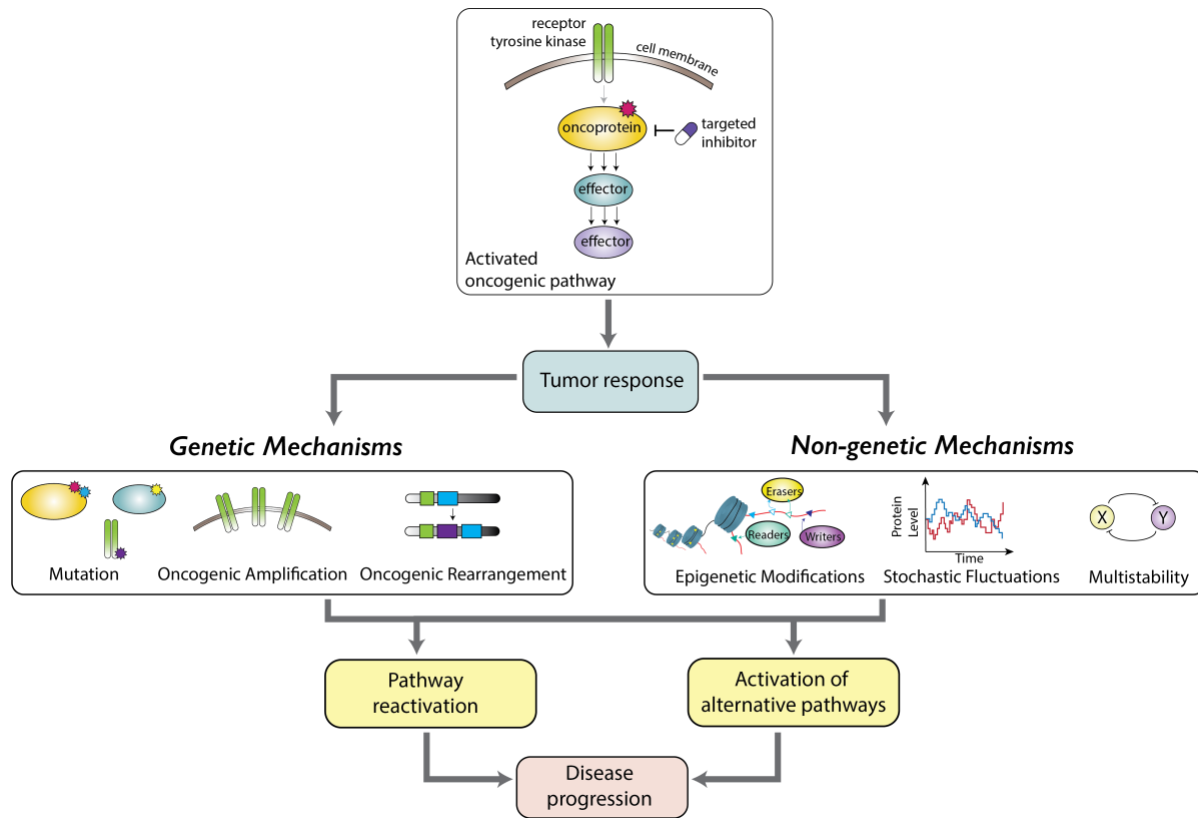 receptor
tyrosine kinase
cell membrane
oncoprotein
targeted
inhibitor
effector
effector
Activated
oncogenic pathway
Tumor response
Genetic Mechanisms
Mutation
Oncogenic Amplification
Oncogenic Rearrangement
Non-genetic Mechanisms
Erasers
Readers
Writers
Epigenetic Modifications
Protein
Level
Time
Stochastic Fluctuations
X
Y
Multistability
Pathway
reactivation
Activation of
alternative pathways
Disease
progression